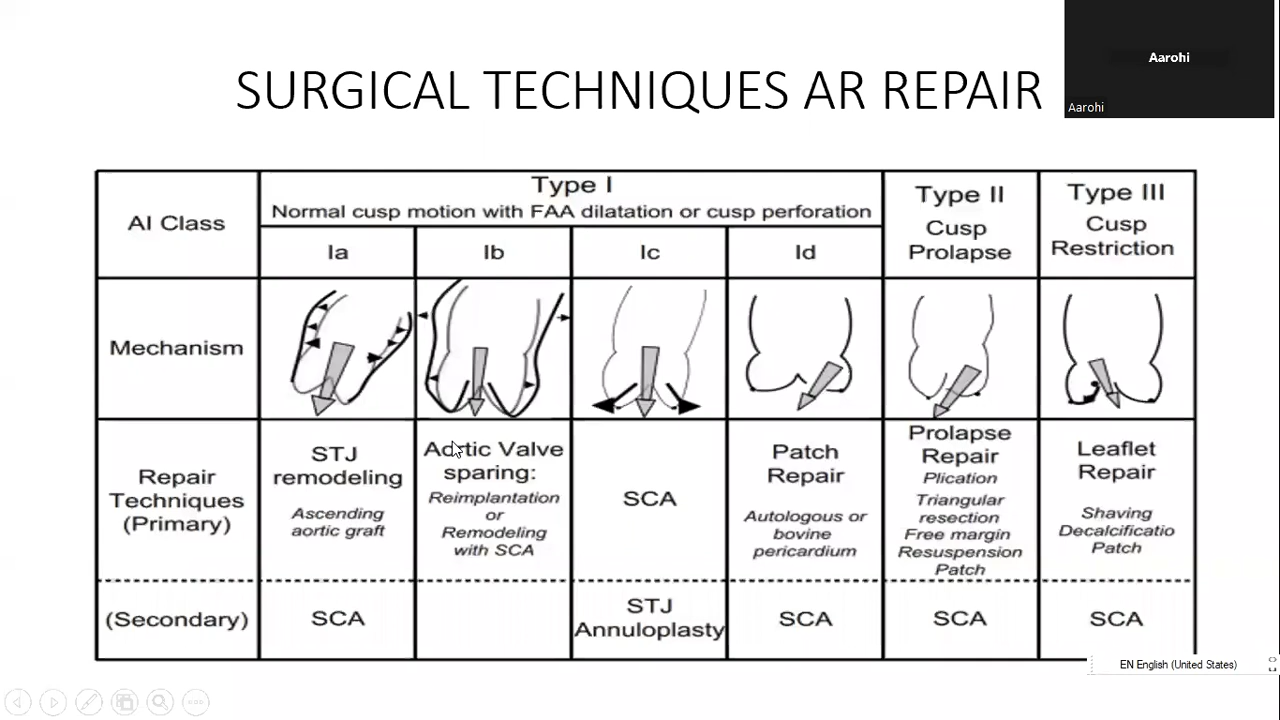 SURGICAL TECHNIQUES AR REPAIR
Aarohi
Aarohi
AI Class
Type I
Normal cusp motion with FAA dilatation or cusp perforation
Ia
Ib
Ic
Id
Type II
Cusp
Prolapse
Type III
Cusp
Restriction
Mechanism
Repair
Techniques
(Primary)
STJ
remodeling
Ascending
aortic graft
Aortic Valve
sparing:
Reimplantation
or
Remodeling
with SCA
SCA
Patch
Repair
Autologous or
bovine
pericardium
Prolapse
Repair
Plication
Triangular
resection
Free margin
Resuspension
Patch
Leaflet
Repair
Shaving
Decalcificatio
Patch
(Secondary)
SCA
STJ
Annuloplasty
SCA
SCA
SCA
EN English (United States)